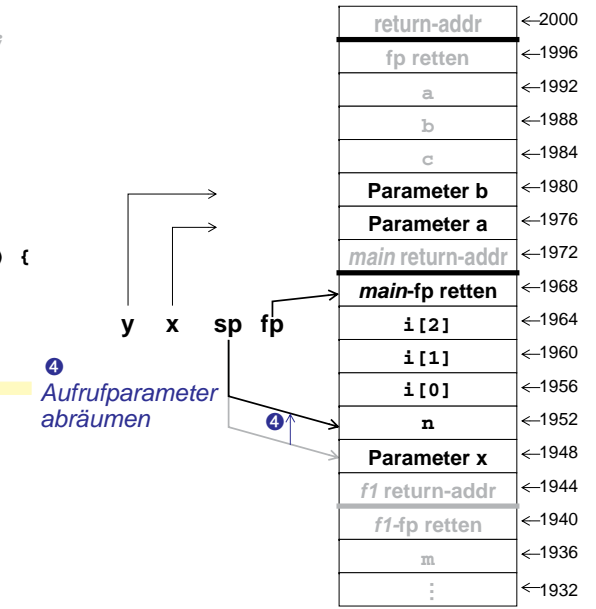 return-addr ←2000
fp retten ←1996
a ←1992
b ←1988
c ←1984
Parameter b ←1980
Parameter a ←1976
) {
main return-addr ←1972
main-fp retten ←1968
y x sp fp
i[2] ←1964
i[1] ←1960
❹
Aufrufparameter
abräumen
i[0] ←1956
❹
n ←1952
Parameter x ←1948
f1 return-addr ←1944
f1-fp retten ←1940
m ←1936
⋮ ←1932